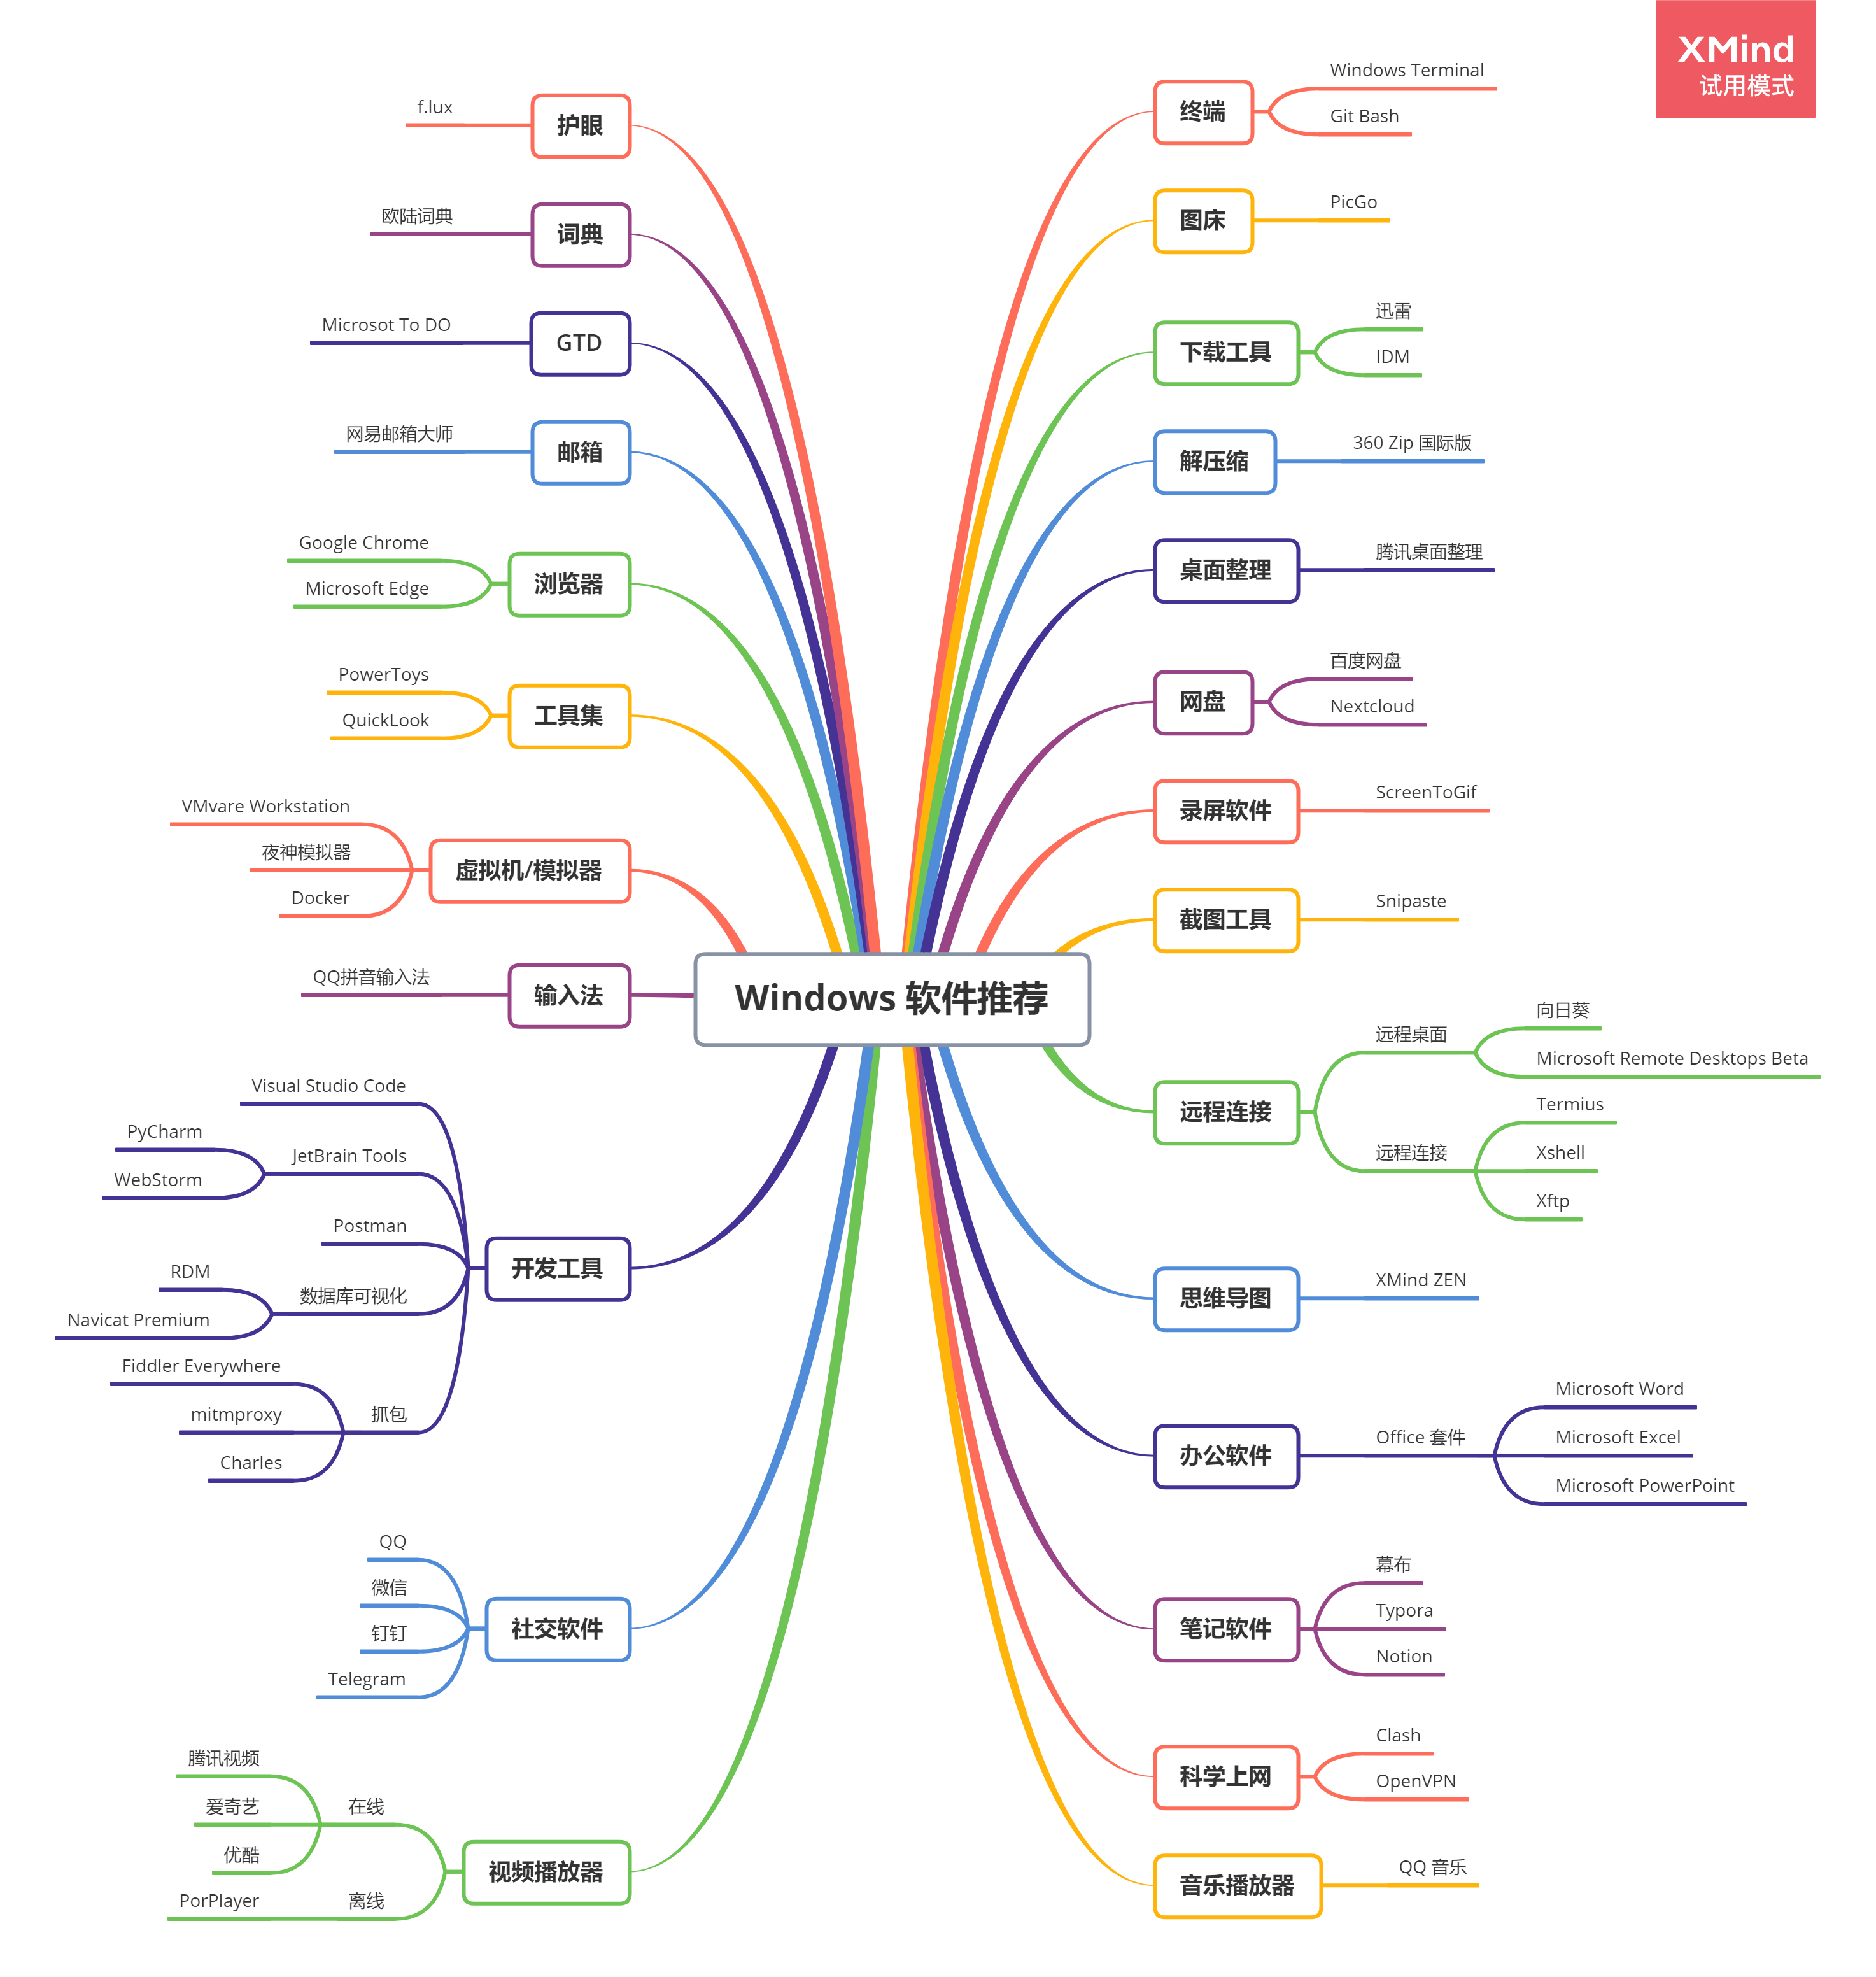 XMind
试用模式
Windows 软件推荐
终端
Windows Terminal
Git Bash
图床
PicGo
下载工具
迅雷
IDM
解压缩
360 Zip 国际版
桌面整理
腾讯桌面整理
网盘
百度网盘
Nextcloud
录屏软件
ScreenToGif
截图工具
Snipaste
远程连接
远程桌面
向日葵
Microsoft Remote Desktops Beta
远程连接
Termius
Xshell
Xftp
思维导图
XMind ZEN
办公软件
Office 套件
Microsoft Word
Microsoft Excel
Microsoft PowerPoint
笔记软件
幕布
Typora
Notion
科学上网
Clash
OpenVPN
音乐播放器
QQ 音乐
护眼
f.lux
词典
欧陆词典
GTD
Microsot To DO
邮箱
网易邮箱大师
浏览器
Google Chrome
Microsoft Edge
工具集
PowerToys
QuickLook
虚拟机/模拟器
VMvare Workstation
夜神模拟器
Docker
输入法
QQ拼音输入法
开发工具
Visual Studio Code
JetBrain Tools
PyCharm
WebStorm
Postman
数据库可视化
RDM
Navicat Premium
抓包
Fiddler Everywhere
mitmproxy
Charles
社交软件
QQ
微信
钉钉
Telegram
视频播放器
在线
腾讯视频
爱奇艺
优酷
离线
PorPlayer